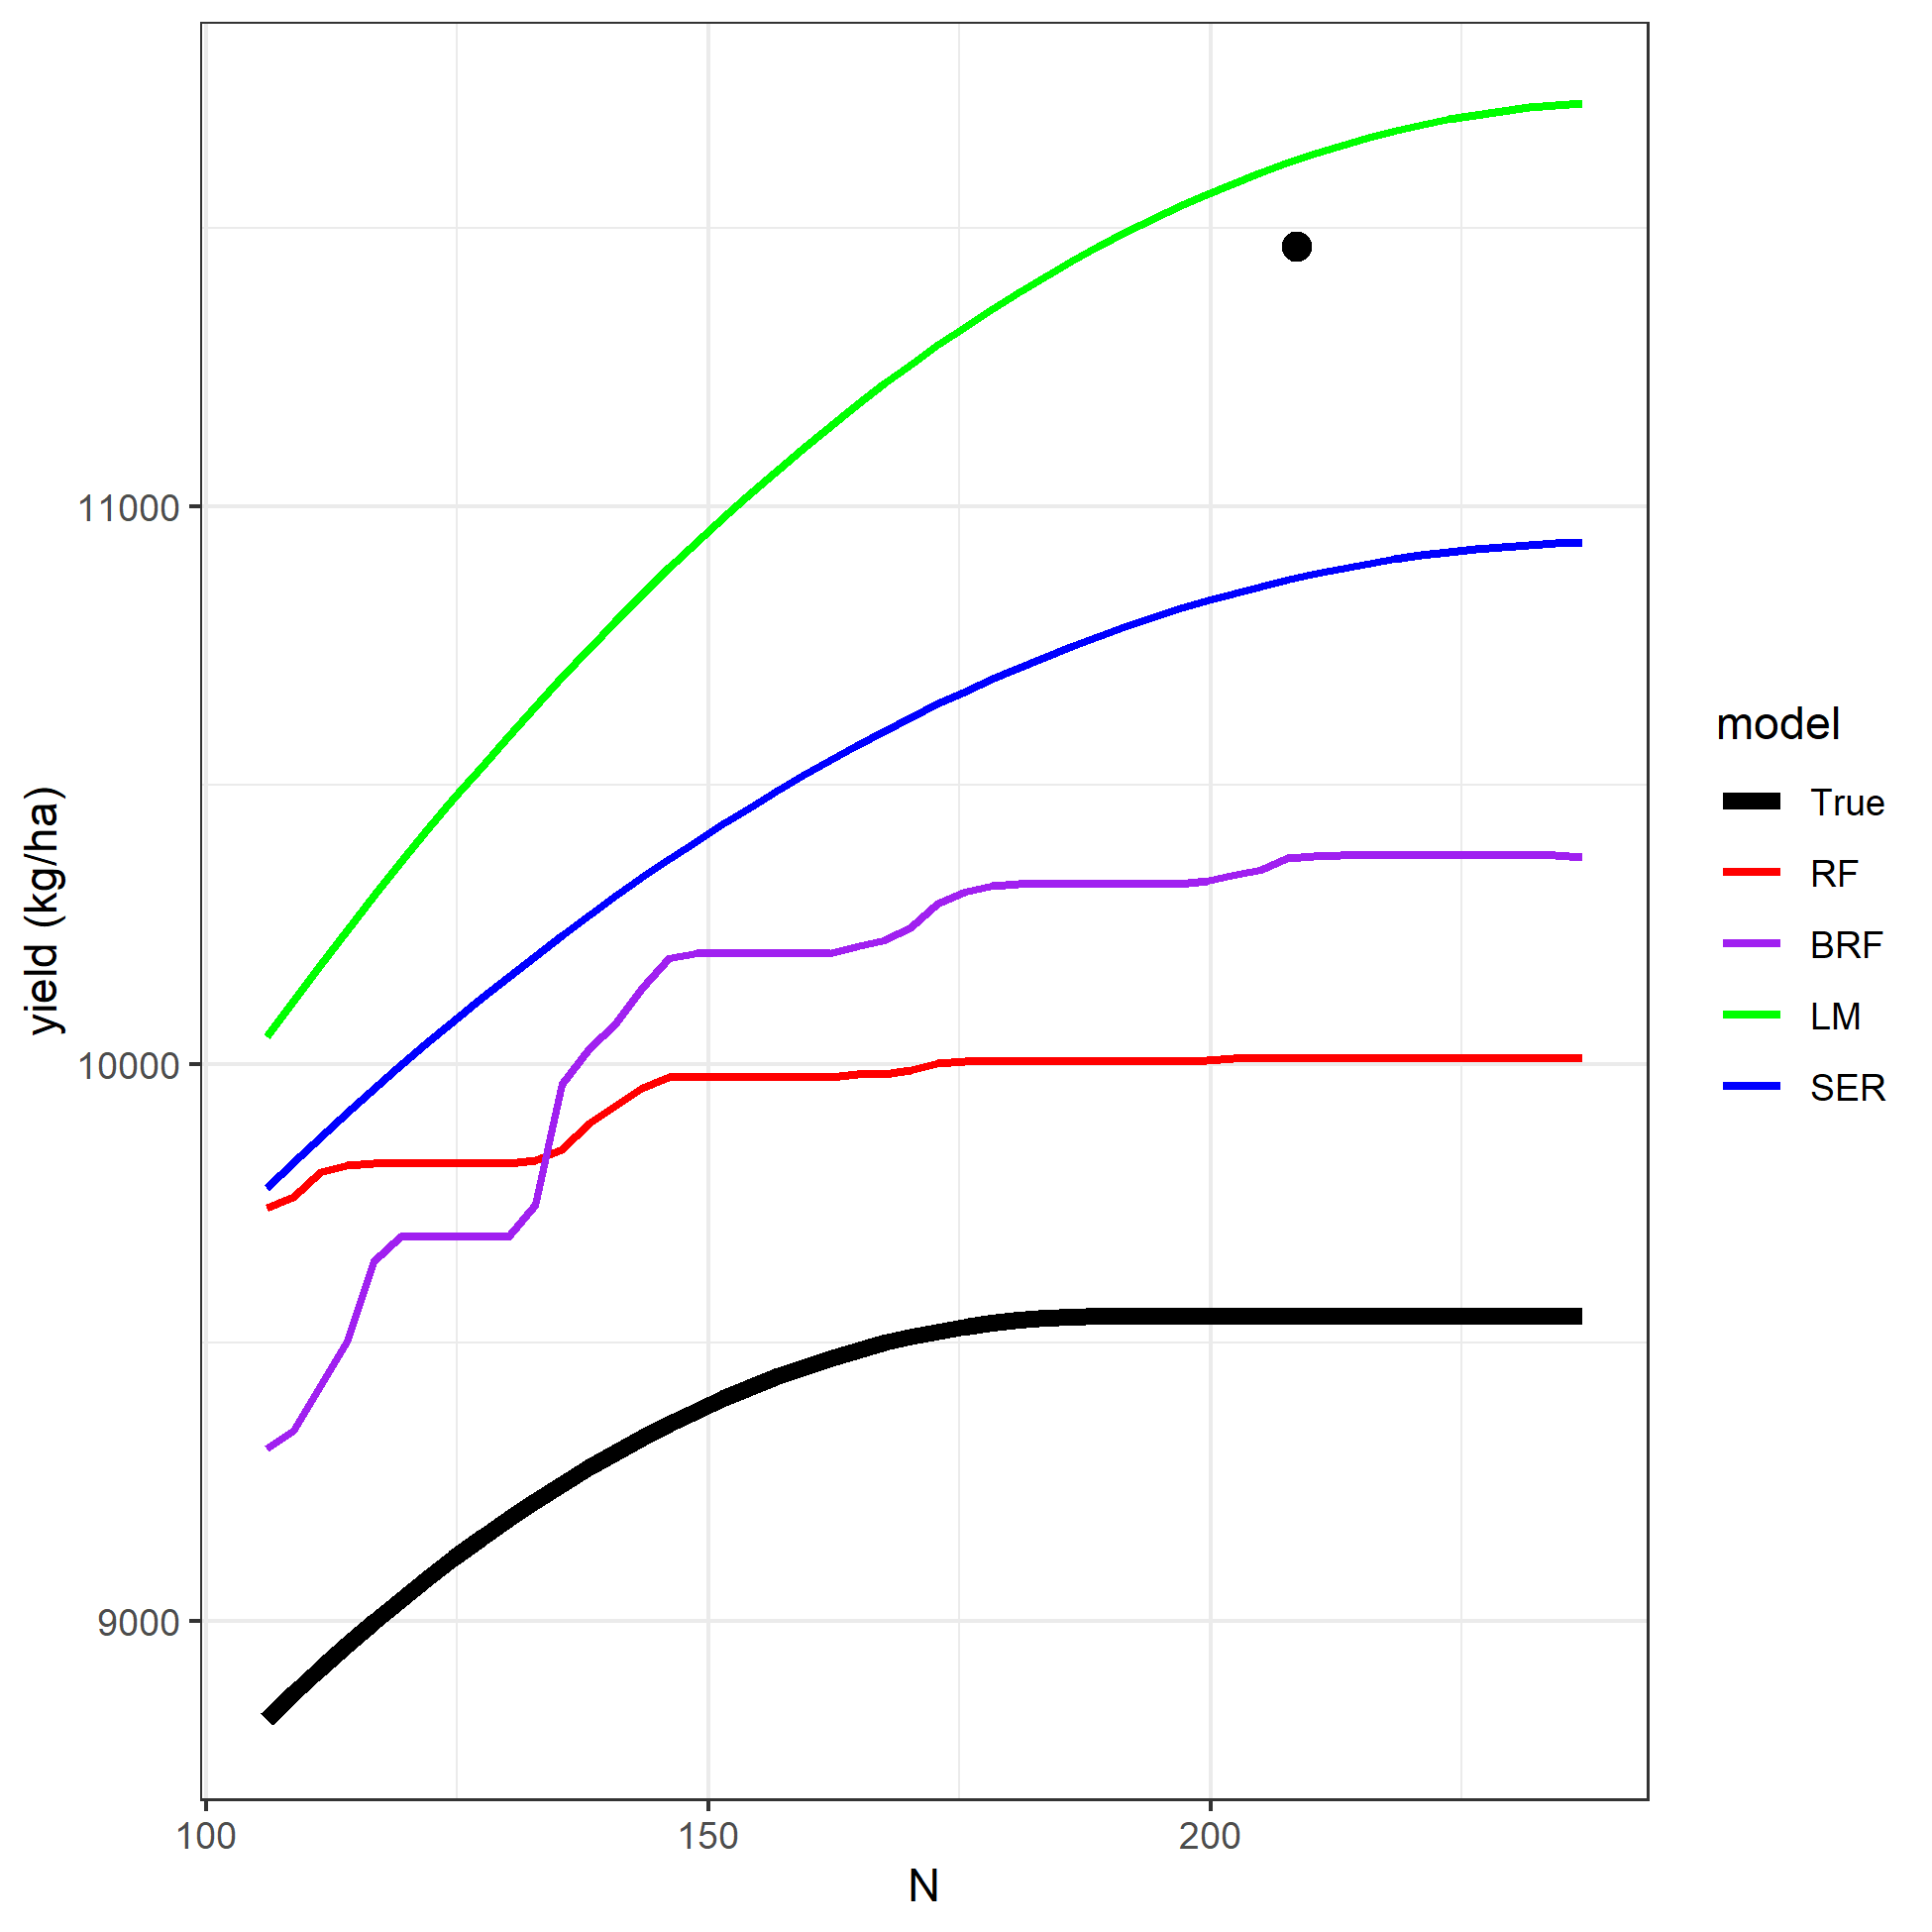 yield (kg/ha)
11000
10000
9000
100
150
200
N
model
True
RF
BRF
LM
SER